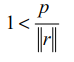 1 < p / ‖r‖